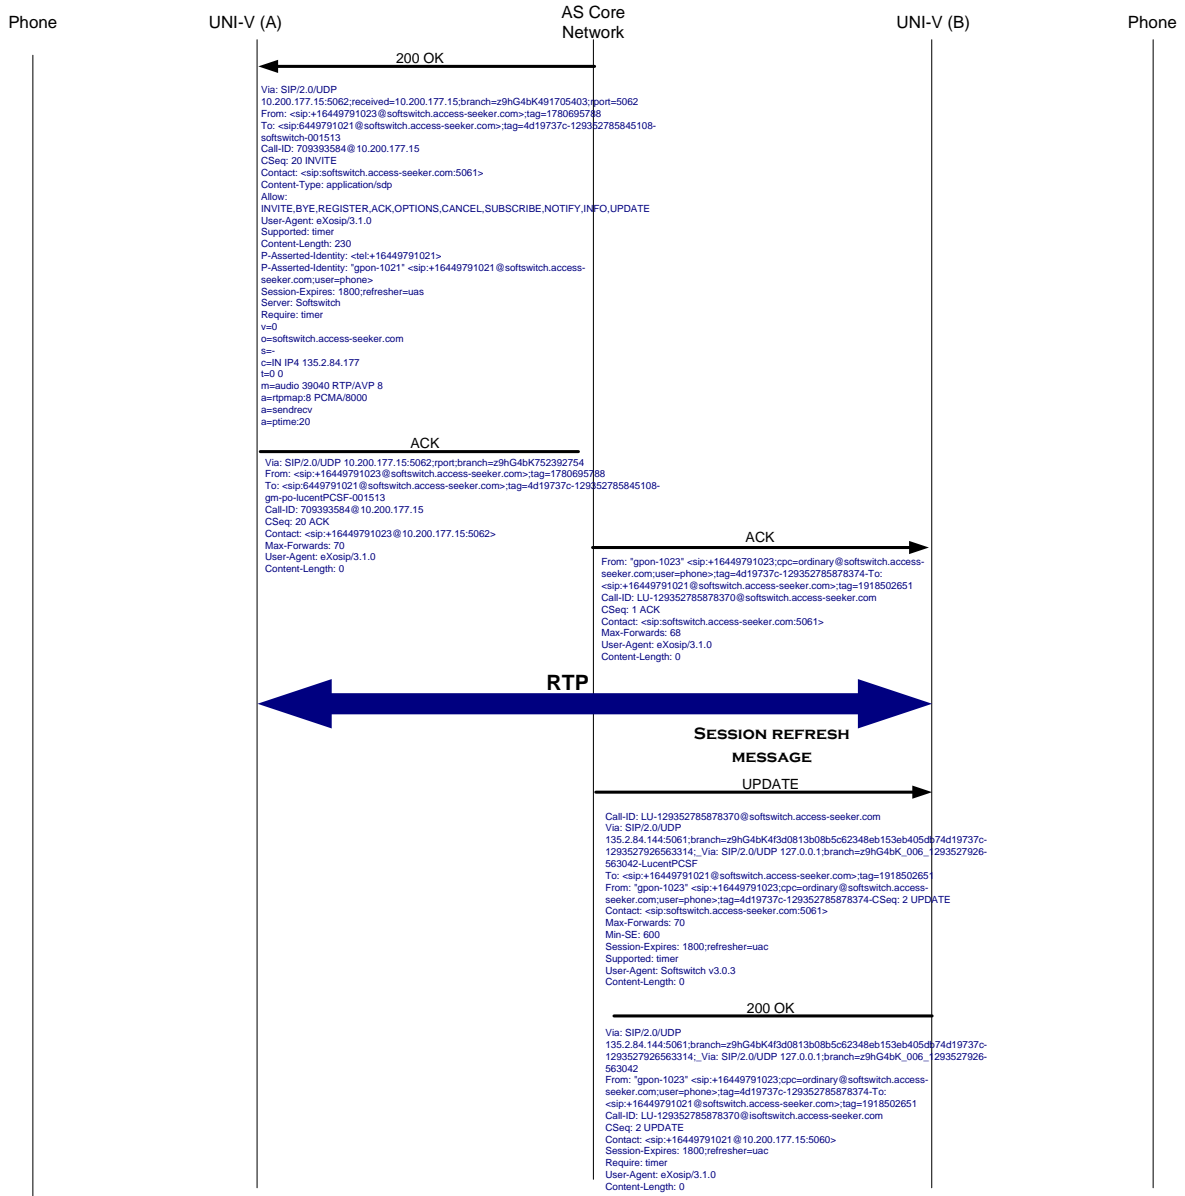 Phone
UNI-V (A)
AS Core
Network
UNI-V (B)
Phone
200 OK
Via: SIP/2.0/UDP
10.200.177.15:5062;received=10.200.177.15;branch=z9hG4bK491705403;rport=5062
From: <sip:+16449791023@softswitch.access-seeker.com>;tag=1780695788
To: <sip:6449791021@softswitch.access-seeker.com>;tag=4d19737c-129352785845108-
softswitch-001513
Call-ID: 709393584@10.200.177.15
CSeq: 20 INVITE
Contact: <sip:softswitch.access-seeker.com:5061>
Content-Type: application/sdp
Allow:
INVITE,BYE,REGISTER,ACK,OPTIONS,CANCEL,SUBSCRIBE,NOTIFY,INFO,UPDATE
User-Agent: eXosip/3.1.0
Supported: timer
Content-Length: 230
P-Asserted-Identity: <tel:+16449791021>
P-Asserted-Identity: "gpon-1021" <sip:+16449791021@softswitch.access-
seeker.com;user=phone>
Session-Expires: 1800;refresher=uas
Server: Softswitch
Require: timer
v=0
o=softswitch.access-seeker.com
s=-
c=IN IP4 135.2.84.177
t=0 0
m=audio 39040 RTP/AVP 8
a=rtpmap:8 PCMA/8000
a=sendrecv
a=ptime:20
ACK
Via: SIP/2.0/UDP 10.200.177.15:5062;rport;branch=z9hG4bK752392754
From: <sip:+16449791023@softswitch.access-seeker.com>;tag=1780695788
To: <sip:6449791021@softswitch.access-seeker.com>;tag=4d19737c-129352785845108-
gm-po-lucentPCSF-001513
Call-ID: 709393584@10.200.177.15
CSeq: 20 ACK
Contact: <sip:+16449791023@10.200.177.15:5062>
Max-Forwards: 70
User-Agent: eXosip/3.1.0
Content-Length: 0
ACK
From: "gpon-1023" <sip:+16449791023;cpc=ordinary@softswitch.access-
seeker.com;user=phone>;tag=4d19737c-129352785878374-To:
<sip:+16449791021@softswitch.access-seeker.com>;tag=1918502651
Call-ID: LU-129352785878370@softswitch.access-seeker.com
CSeq: 1 ACK
Contact: <sip:softswitch.access-seeker.com:5061>
Max-Forwards: 68
User-Agent: eXosip/3.1.0
Content-Length: 0
RTP
SESSION REFRESH
MESSAGE
UPDATE
Call-ID: LU-129352785878370@softswitch.access-seeker.com
Via: SIP/2.0/UDP
135.2.84.144:5061;branch=z9hG4bK4f3d0813b08b5c62348eb153eb405db74d19737c-
1293527926563314;_Via: SIP/2.0/UDP 127.0.0.1;branch=z9hG4bK_006_1293527926-
563042-LucentPCSF
To: <sip:+16449791021@softswitch.access-seeker.com>;tag=1918502651
From: "gpon-1023" <sip:+16449791023;cpc=ordinary@softswitch.access-
seeker.com;user=phone>;tag=4d19737c-129352785878374-CSeq: 2 UPDATE
Contact: <sip:softswitch.access-seeker.com:5061>
Max-Forwards: 70
Min-SE: 600
Session-Expires: 1800;refresher=uac
Supported: timer
User-Agent: Softswitch v3.0.3
Content-Length: 0
200 OK
Via: SIP/2.0/UDP
135.2.84.144:5061;branch=z9hG4bK4f3d0813b08b5c62348eb153eb405db74d19737c-
1293527926563314;_Via: SIP/2.0/UDP 127.0.0.1;branch=z9hG4bK_006_1293527926-
563042
From: "gpon-1023" <sip:+16449791023;cpc=ordinary@softswitch.access-
seeker.com;user=phone>;tag=4d19737c-129352785878374-To:
<sip:+16449791021@softswitch.access-seeker.com>;tag=1918502651
Call-ID: LU-129352785878370@isoftswitch.access-seeker.com
CSeq: 2 UPDATE
Contact: <sip:+16449791021@10.200.177.15:5060>
Session-Expires: 1800;refresher=uac
Require: timer
User-Agent: eXosip/3.1.0
Content-Length: 0